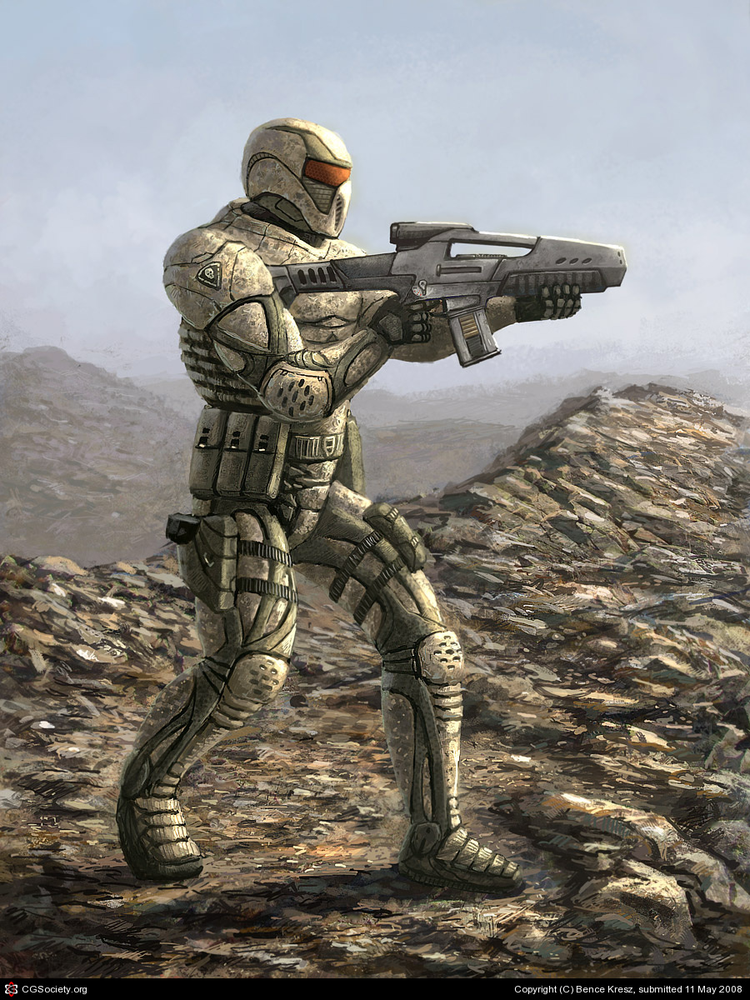 CGSociety.org
Copyright (C) Bence Kresz, submitted 11 May 2008